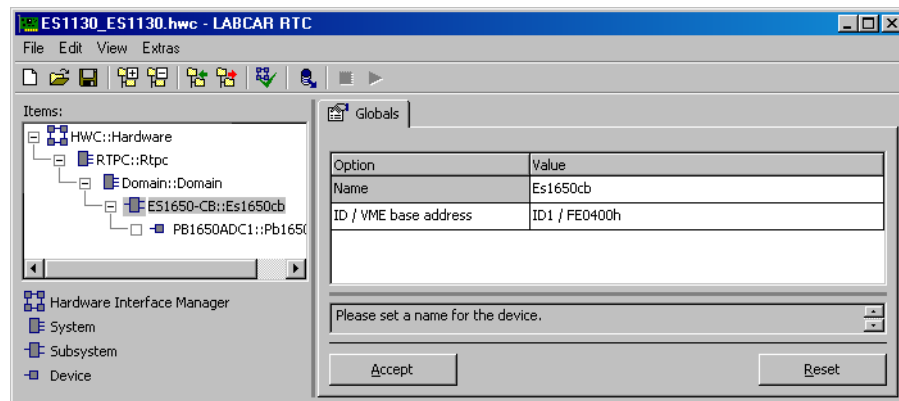 ES1130_ES1130.hwc - LABCAR RTC
File Edit View Extras
Items:
HWC::Hardware
RTPC::Rtpc
Domain::Domain
ES1650-CB::Es1650cb
PB1650ADC1::Pb165
Hardware Interface Manager
System
Subsystem
Device
Globals
Option Value
Name Es1650cb
ID / VME base address ID1 / FE0400h
Please set a name for the device.
Accept Reset